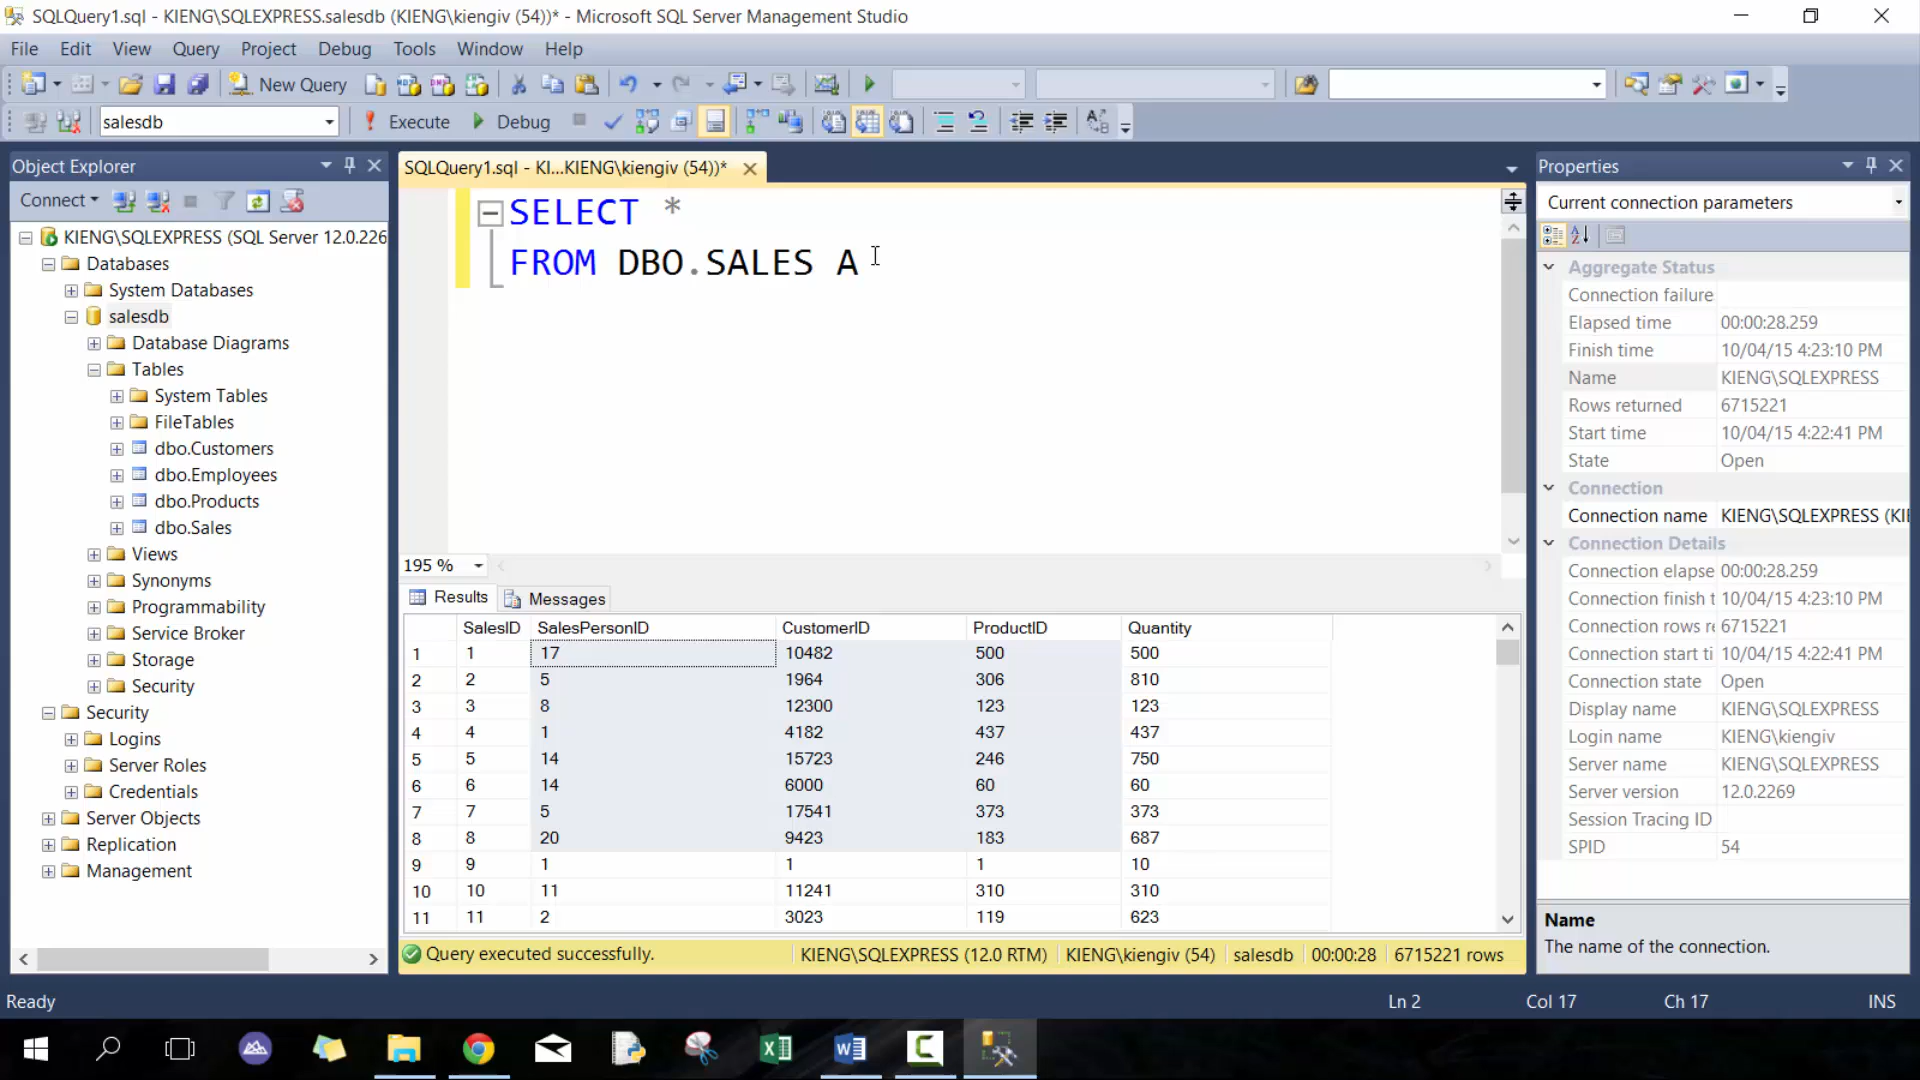 SQLQuery1.sql - KIENG\SQLEXPRESS.salesdb (KIENG\kiengiv (54))* - Microsoft SQL Server Management Studio
File Edit View Query Project Debug Tools Window Help
New Query
salesdb Execute Debug
Object Explorer
Connect
KIENG\SQLEXPRESS (SQL Server 12.0.226
Databases
System Databases
salesdb
Database Diagrams
Tables
System Tables
FileTables
dbo.Customers
dbo.Employees
dbo.Products
dbo.Sales
Views
Synonyms
Programmability
Service Broker
Storage
Security
Security
Logins
Server Roles
Credentials
Server Objects
Replication
Management
SQLQuery1.sql - KI...KIENG\kiengiv (54))*
SELECT *
FROM DBO.SALES A
195 %
Results Messages
SalesID SalesPersonID CustomerID ProductID Quantity
1 1 17 10482 500 500
2 2 5 1964 306 810
3 3 8 12300 123 123
4 4 1 4182 437 437
5 5 14 15723 246 750
6 6 14 6000 60 60
7 7 5 17541 373 373
8 8 20 9423 183 687
9 9 1 1 1 10
10 10 11 11241 310 310
11 11 2 3023 119 623
Query executed successfully. KIENG\SQLEXPRESS (12.0 RTM) KIENG\kiengiv (54) salesdb 00:00:28 6715221 rows
Properties
Current connection parameters
Aggregate Status
Connection failure
Elapsed time 00:00:28.259
Finish time 10/04/15 4:23:10 PM
Name KIENG\SQLEXPRESS
Rows returned 6715221
Start time 10/04/15 4:22:41 PM
State Open
Connection
Connection name KIENG\SQLEXPRESS (KI
Connection Details
Connection elapse 00:00:28.259
Connection finish t 10/04/15 4:23:10 PM
Connection rows re 6715221
Connection start ti 10/04/15 4:22:41 PM
Connection state Open
Display name KIENG\SQLEXPRESS
Login name KIENG\kiengiv
Server name KIENG\SQLEXPRESS
Server version 12.0.2269
Session Tracing ID
SPID 54
Name
The name of the connection.
Ready Ln 2 Col 17 Ch 17 INS